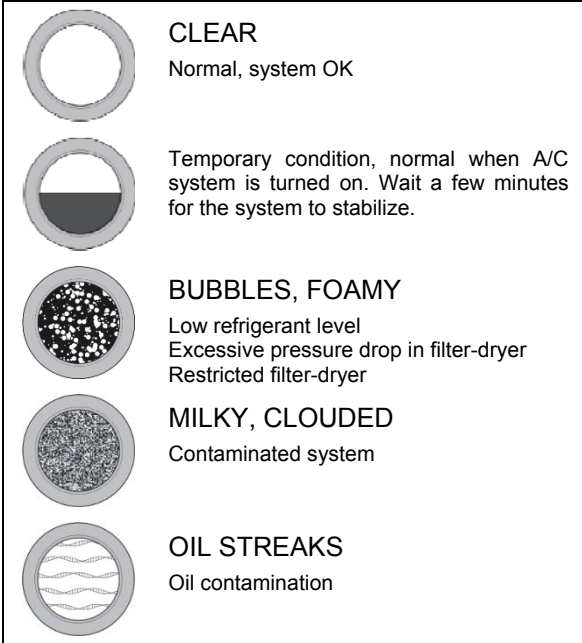 CLEAR
Normal, system OK
Temporary condition, normal when A/C
system is turned on. Wait a few minutes
for the system to stabilize.
BUBBLES, FOAMY
Low refrigerant level
Excessive pressure drop in filter-dryer
Restricted filter-dryer
MILKY, CLOUDED
Contaminated system
OIL STREAKS
Oil contamination